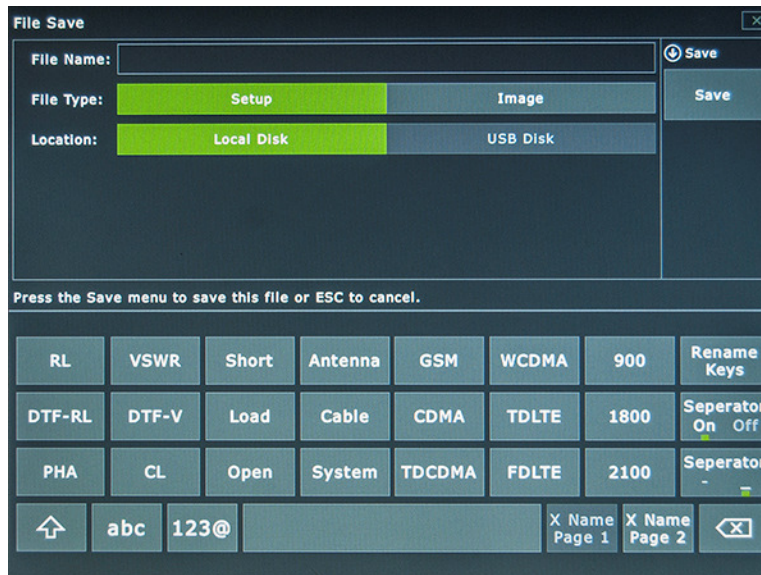 File Save
File Name:
Save
File Type:
Setup
Image
Save
Location:
Local Disk
USB Disk
Press the Save menu to save this file or ESC to cancel.
RL
VSWR
Short
Antenna
GSM
WCDMA
900
Rename
Keys
DTF-RL
DTF-V
Load
Cable
CDMA
TDLTE
1800
Seperator
On Off
PHA
CL
Open
System
TDCDMA
FDLTE
2100
Seperator
- _
abc
123@
X Name
Page 1
X Name
Page 2